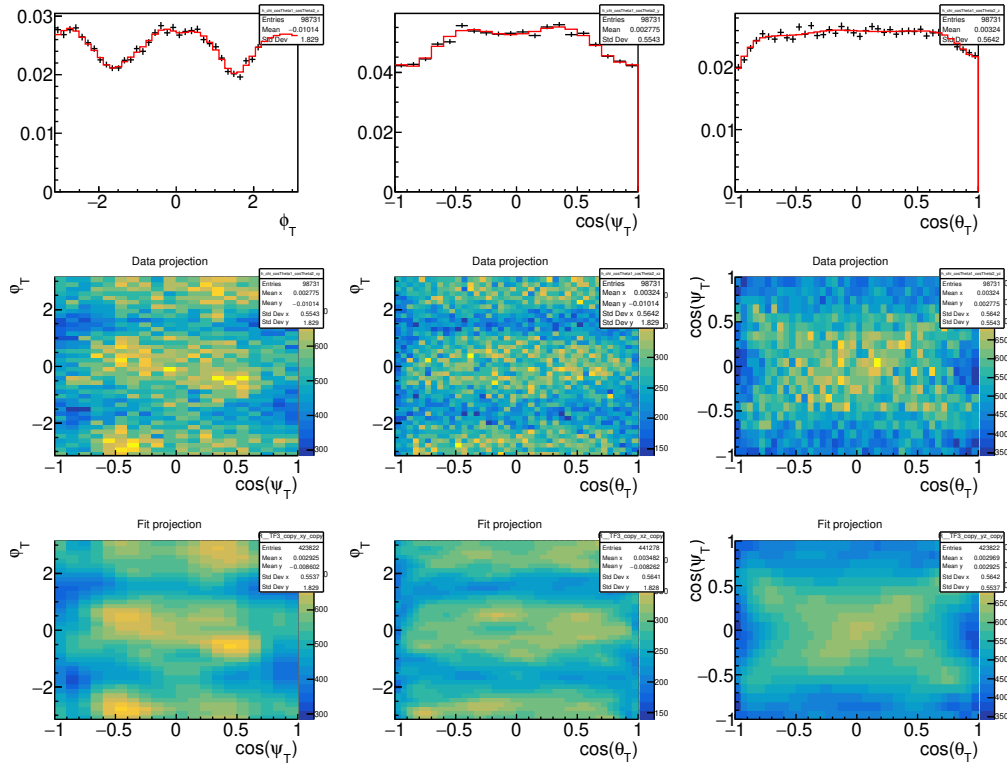 h_chi_cosTheta1_cosTheta2_x
Entries 98731
Mean −0.01014
Std Dev 1.829
0.03
0.02
0.01
0
−2 0 2
ϕ_T
h_chi_cosTheta1_cosTheta2_y
Entries 98731
Mean 0.002775
Std Dev 0.5543
0.04
0.02
0
−1 −0.5 0 0.5 1
cos(ψ_T)
h_chi_cosTheta1_cosTheta2_z
Entries 98731
Mean 0.00324
Std Dev 0.5642
0.02
0
−1 −0.5 0 0.5 1
cos(θ_T)
Data projection
φ_T
h_chi_cosTheta1_cosTheta2_xy
Entries 98731
Mean x 0.002775
Mean y −0.01014
Std Dev x 0.5543
Std Dev y 1.829
2
0
−2
600
500
400
300
−1 −0.5 0 0.5 1
cos(ψ_T)
Data projection
φ_T
h_chi_cosTheta1_cosTheta2_xz
Entries 98731
Mean x 0.00324
Mean y −0.01014
Std Dev x 0.5642
Std Dev y 1.829
2
0
−2
300
250
200
150
−1 −0.5 0 0.5 1
cos(θ_T)
Data projection
cos(ψ_T)
h_chi_cosTheta1_cosTheta2_yz
Entries 98731
Mean x 0.00324
Mean y 0.002775
Std Dev x 0.5642
Std Dev y 0.5543
1
0.5
0
−0.5
−1
600
550
500
450
400
350
−1 −0.5 0 0.5 1
cos(θ_T)
Fit projection
φ_T
R__TF3_copy_xy_copy
Entries 423822
Mean x 0.002925
Mean y −0.008602
Std Dev x 0.5537
Std Dev y 1.829
2
0
−2
600
500
400
300
−1 −0.5 0 0.5 1
cos(ψ_T)
Fit projection
φ_T
R__TF3_copy_xz_copy
Entries 441278
Mean x 0.003482
Mean y −0.008262
Std Dev x 0.5641
Std Dev y 1.828
2
0
−2
300
250
200
150
−1 −0.5 0 0.5 1
cos(θ_T)
Fit projection
cos(ψ_T)
R__TF3_copy_yz_copy
Entries 423822
Mean x 0.002969
Mean y 0.002925
Std Dev x 0.5642
Std Dev y 0.5537
1
0.5
0
−0.5
−1
600
550
500
450
400
350
−1 −0.5 0 0.5 1
cos(θ_T)